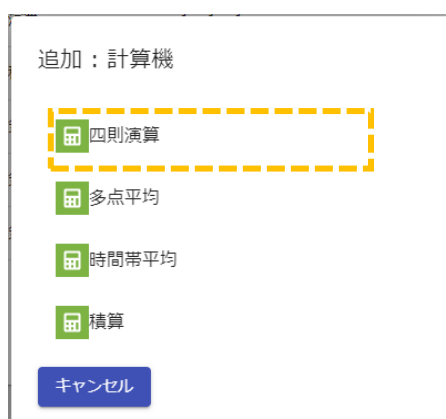 追加：計算機
四則演算
多点平均
時間帯平均
積算
キャンセル